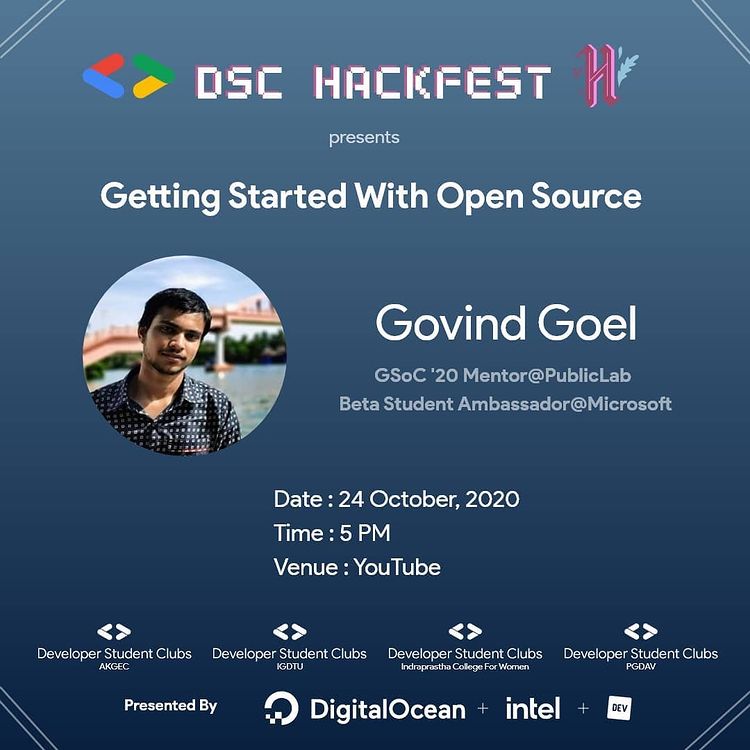 DSC HACKFEST H
presents
Getting Started With Open Source
Govind Goel
GSoC '20 Mentor@PublicLab
Beta Student Ambassador@Microsoft
Date : 24 October, 2020
Time : 5 PM
Venue : YouTube
Developer Student Clubs
AKGEC
Developer Student Clubs
IGDTU
Developer Student Clubs
Indraprastha College For Women
Developer Student Clubs
PGDAV
Presented By DigitalOcean + intel + DEV